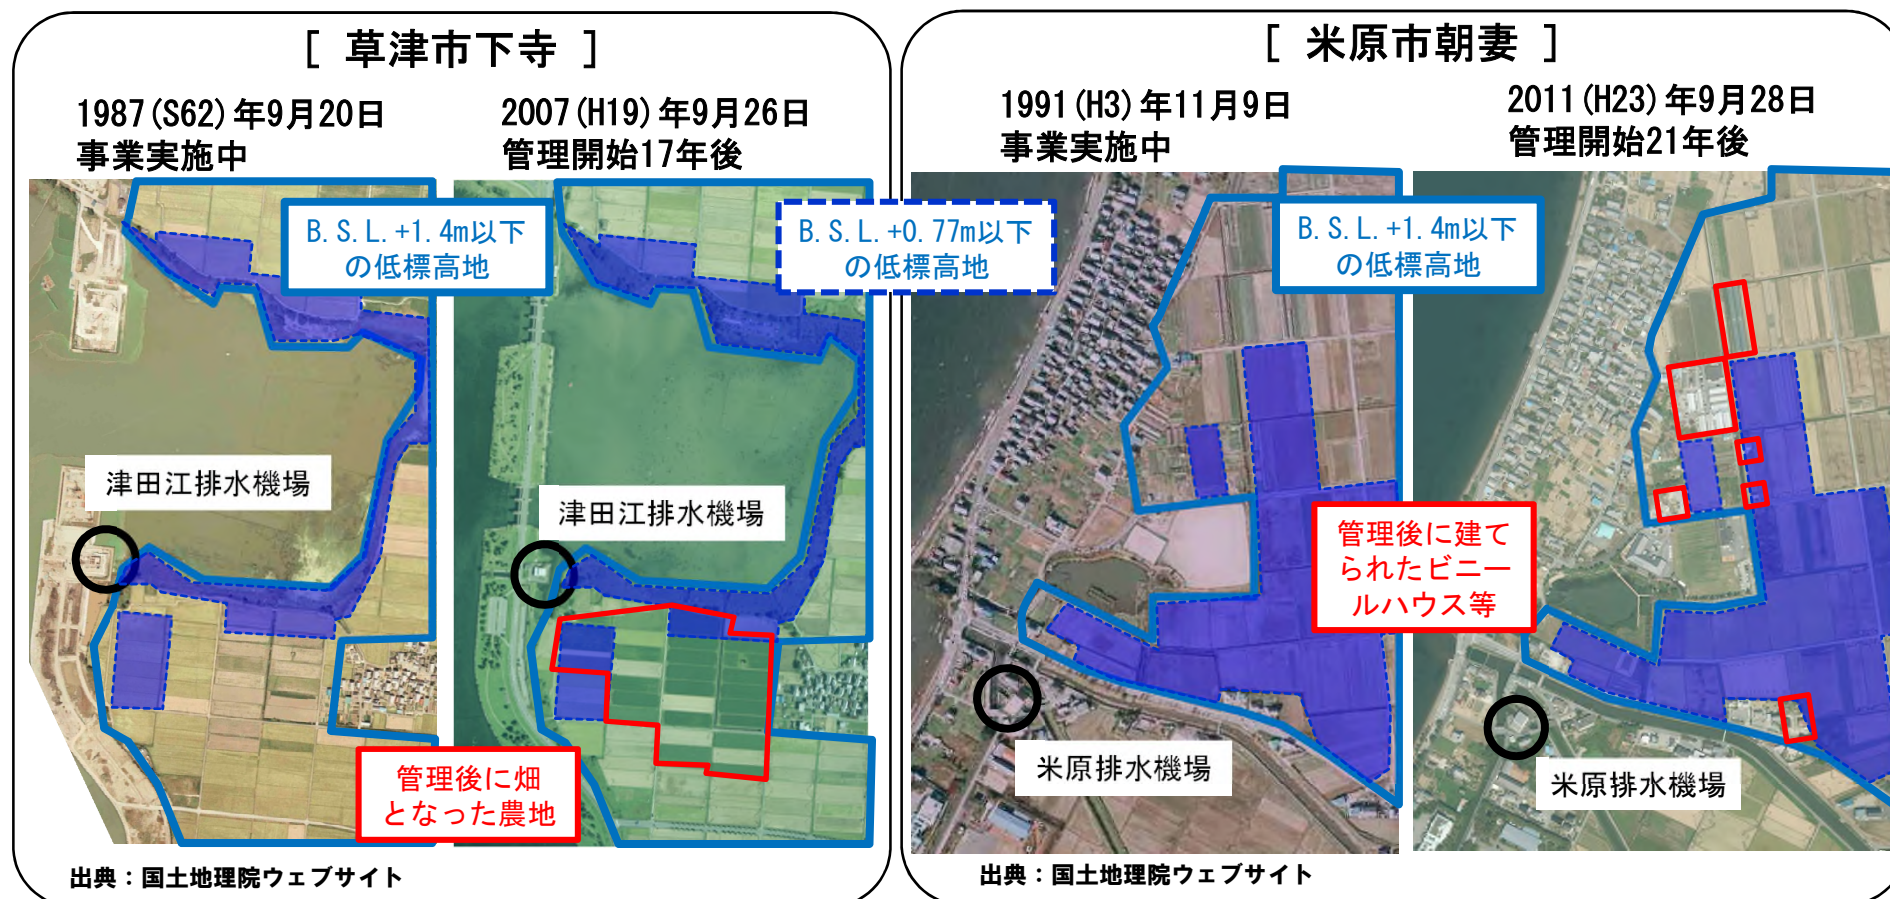 [ 草津市下寺 ]
1987(S62)年9月20日
事業実施中
2007(H19)年9月26日
管理開始17年後
B.S.L.+1.4m以下
の低標高地
B.S.L.+0.77m以下
の低標高地
津田江排水機場
津田江排水機場
管理後に畑
となった農地
出典：国土地理院ウェブサイト
[ 米原市朝妻 ]
1991(H3)年11月9日
事業実施中
2011(H23)年9月28日
管理開始21年後
B.S.L.+1.4m以下
の低標高地
管理後に建て
られたビニー
ルハウス等
米原排水機場
米原排水機場
出典：国土地理院ウェブサイト